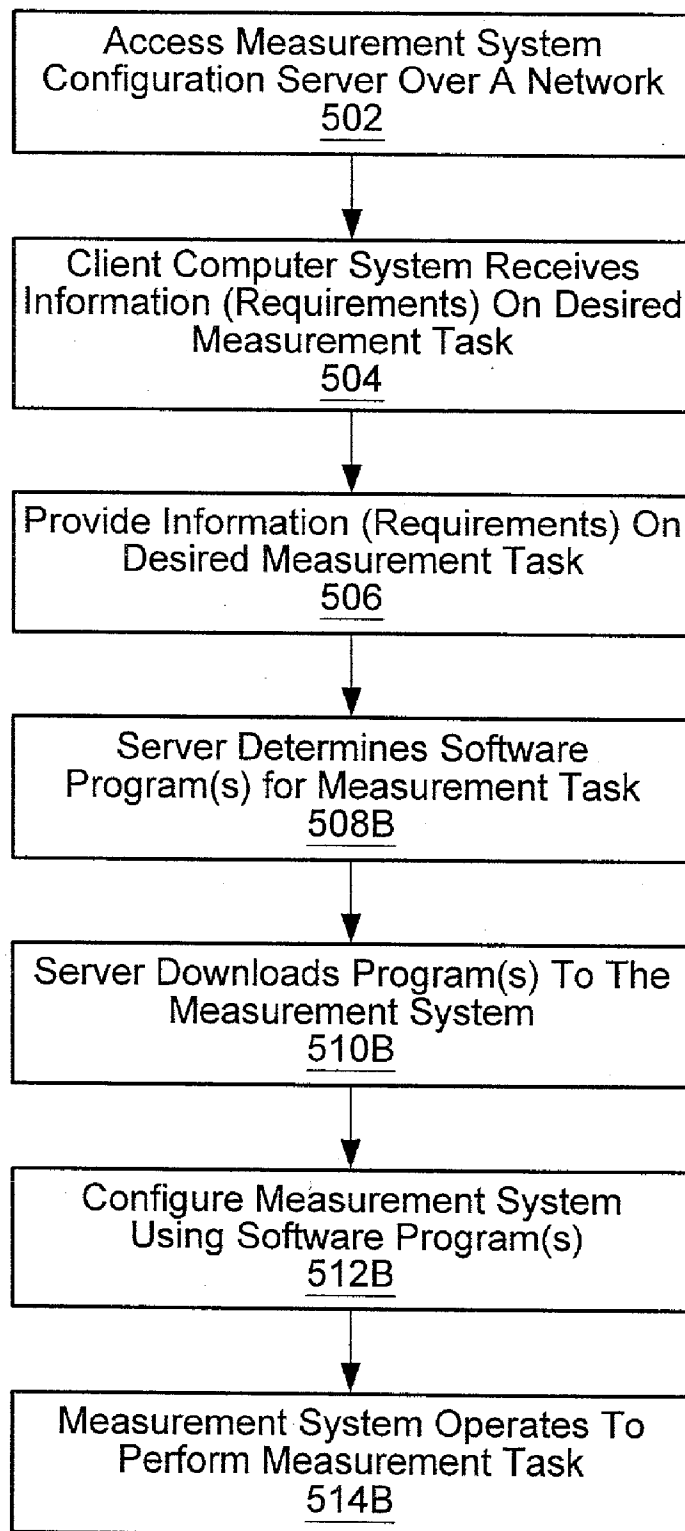 Access Measurement System
Configuration Server Over A Network
502
Client Computer System Receives
Information (Requirements) On Desired
Measurement Task
504
Provide Information (Requirements) On
Desired Measurement Task
506
Server Determines Software
Program(s) for Measurement Task
508B
Server Downloads Program(s) To The
Measurement System
510B
Configure Measurement System
Using Software Program(s)
512B
Measurement System Operates To
Perform Measurement Task
514B